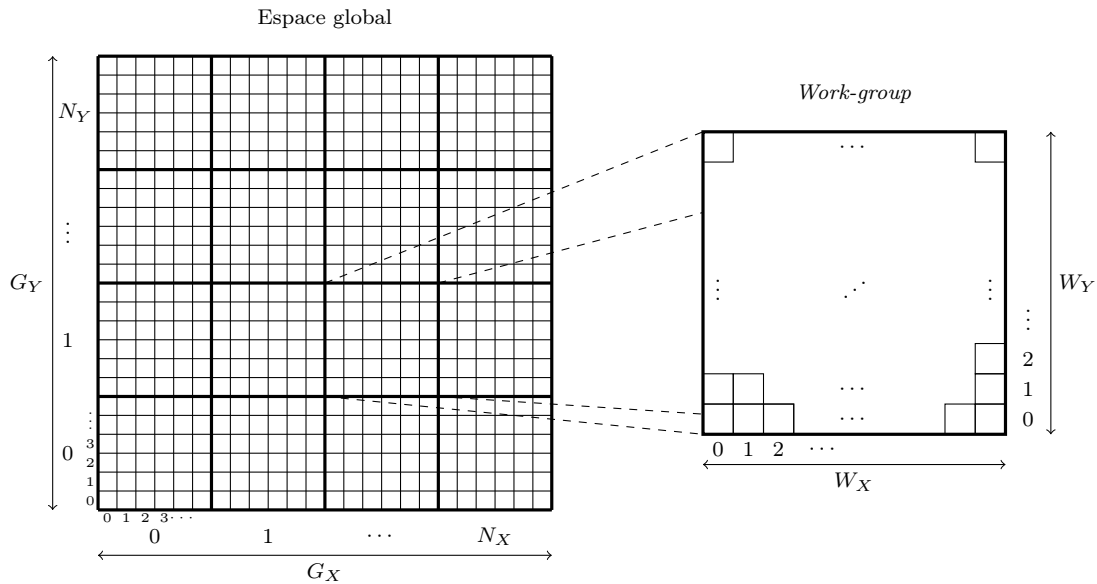 Espace global
Work-group
N_Y
⋮
G_Y
1
0
⋮
3
2
1
0
0 1 2 3 ⋯
0 1 ⋯ N_X
G_X
⋯
⋮ ⋰ ⋮
W_Y
⋮
2
⋯ 1
⋯ 0
0 1 2 ⋯
W_X